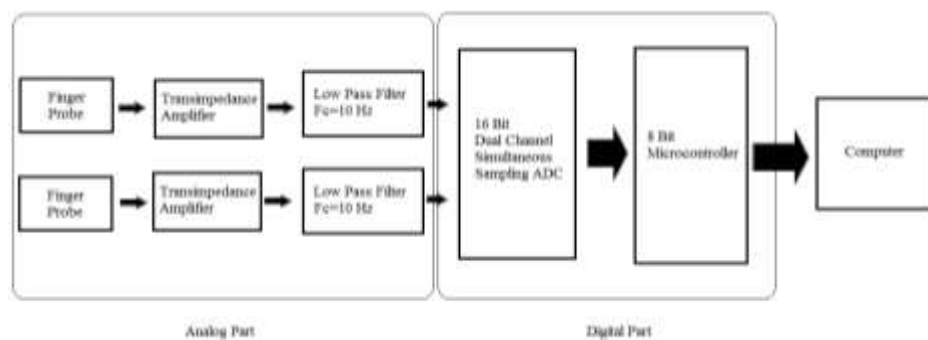 Finger
Probe
Transimpedance
Amplifier
Low Pass Filter
Fc=10 Hz
Finger
Probe
Transimpedance
Amplifier
Low Pass Filter
Fc=10 Hz
16 Bit
Dual Channel
Simultaneous
Sampling ADC
8 Bit
Microcontroller
Computer
Analog Part
Digital Part